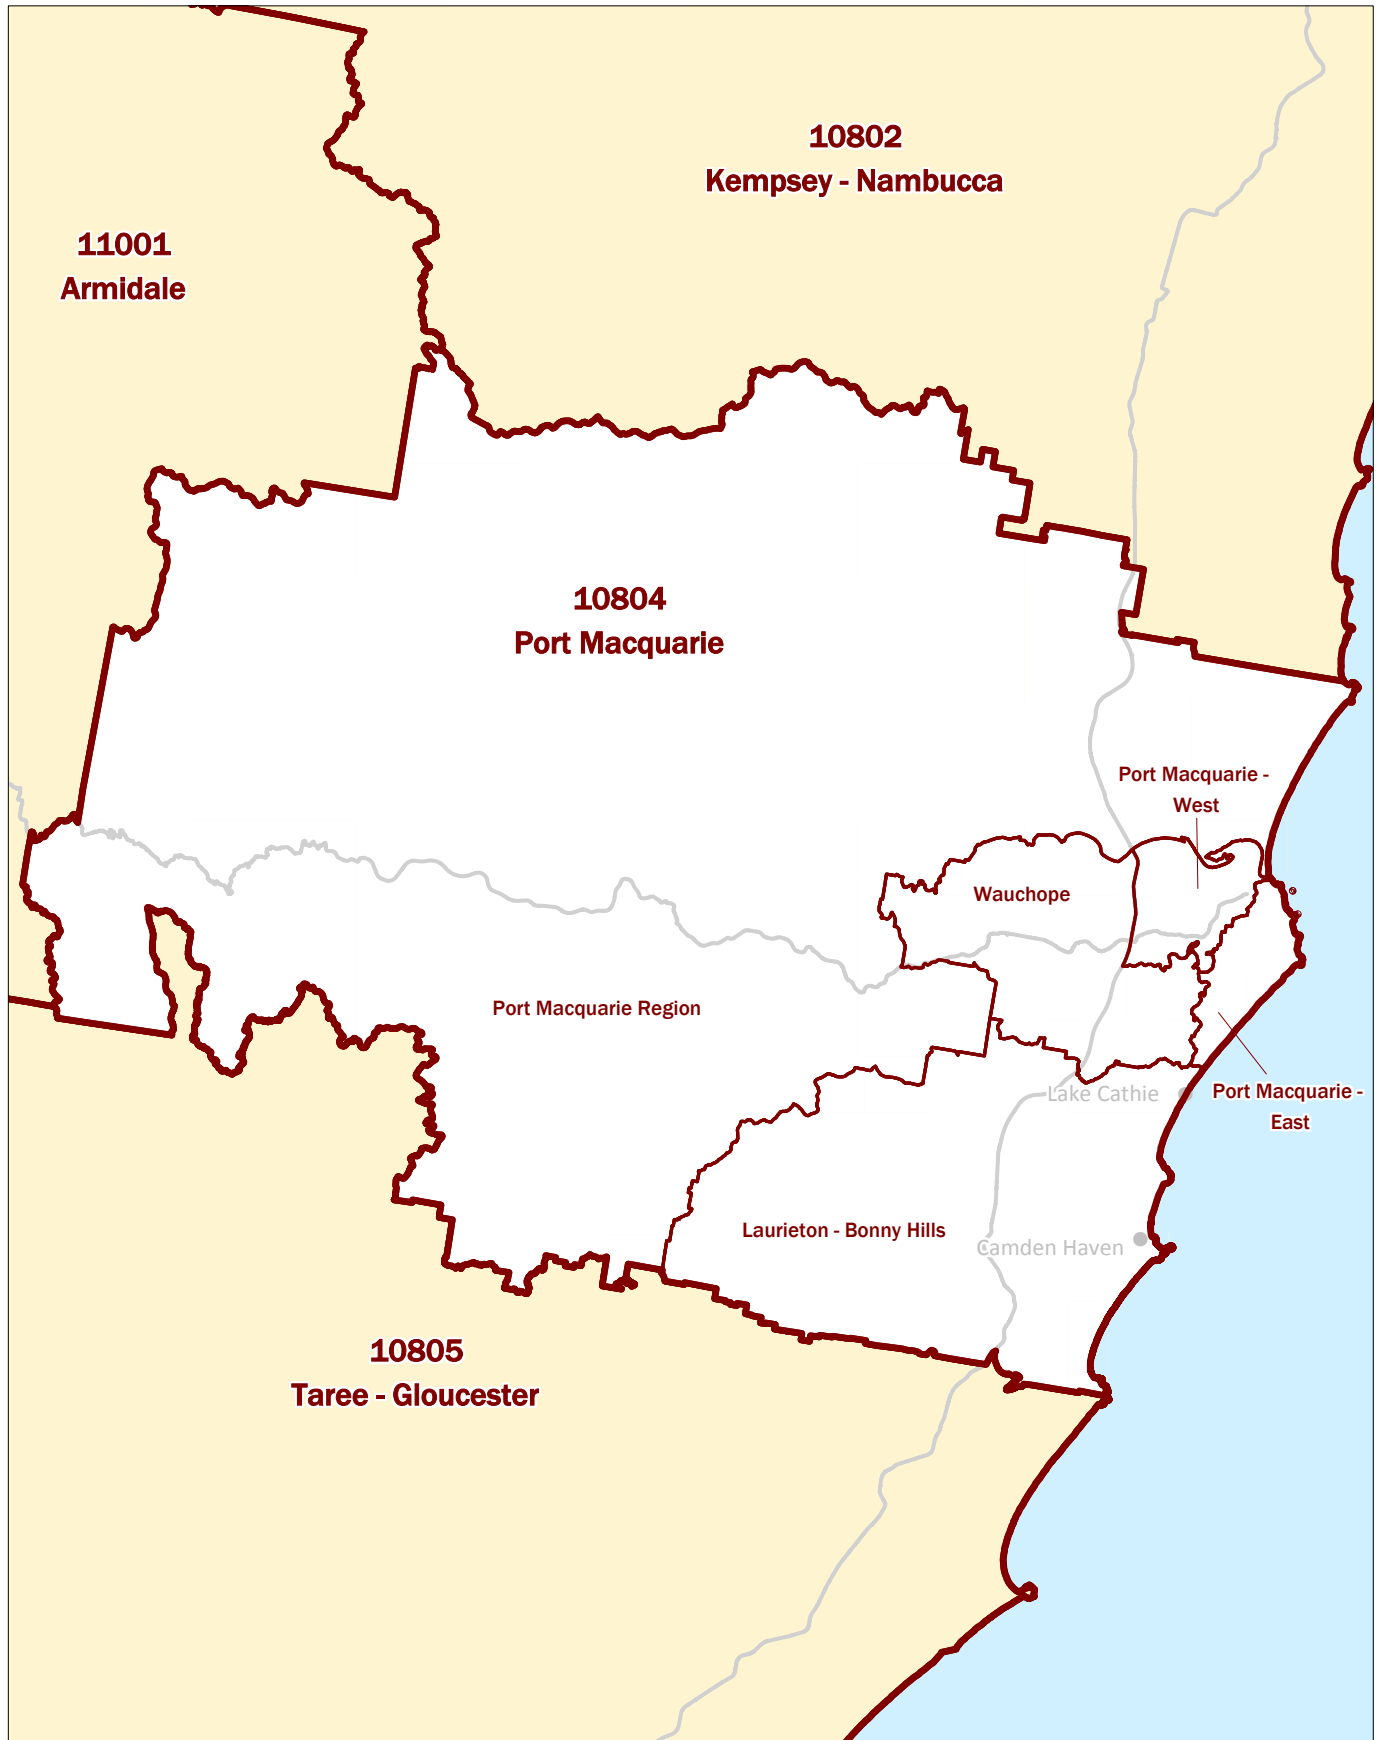 10802
Kempsey - Nambucca
11001
Armidale
10804
Port Macquarie
Port Macquarie -
West
Wauchope
Port Macquarie Region
Lake Cathie
Port Macquarie -
East
Laurieton - Bonny Hills
Camden Haven
10805
Taree - Gloucester